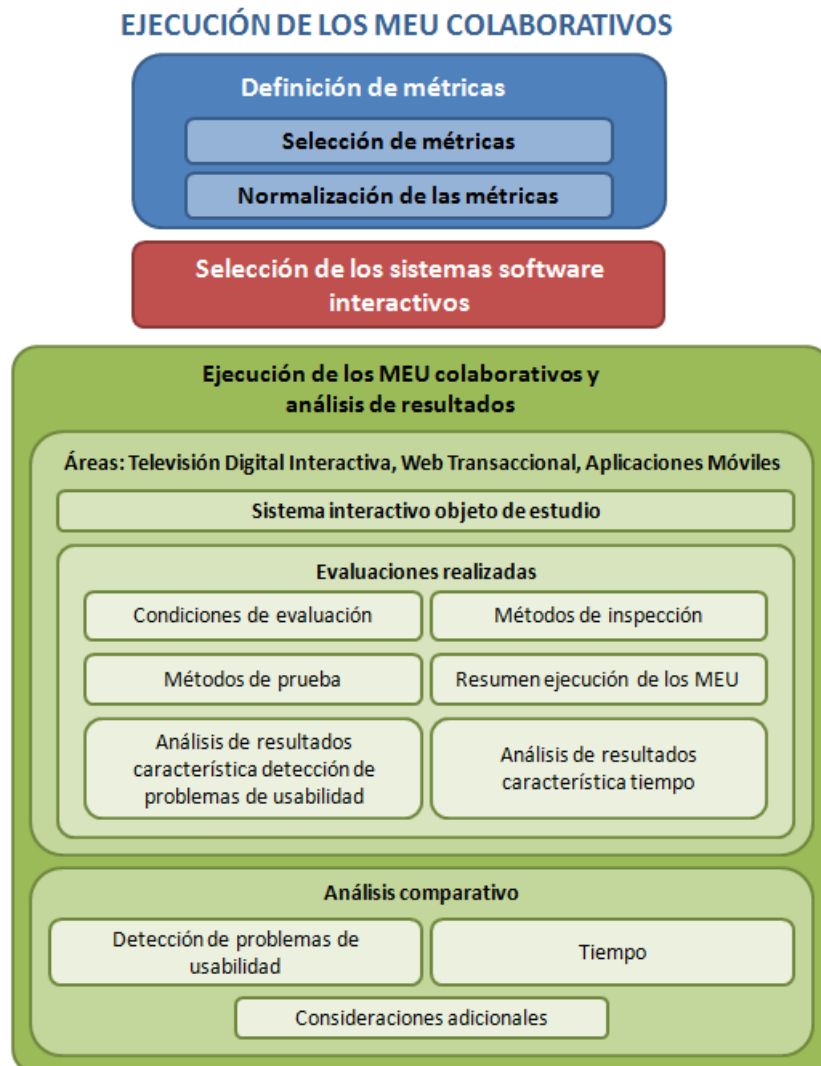 EJECUCIÓN DE LOS MEU COLABORATIVOS
Definición de métricas
Selección de métricas
Normalización de las métricas
Selección de los sistemas software
interactivos
Ejecución de los MEU colaborativos y
análisis de resultados
Áreas: Televisión Digital Interactiva, Web Transaccional, Aplicaciones Móviles
Sistema interactivo objeto de estudio
Evaluaciones realizadas
Condiciones de evaluación
Métodos de inspección
Métodos de prueba
Resumen ejecución de los MEU
Análisis de resultados
característica detección de
problemas de usabilidad
Análisis de resultados
característica tiempo
Análisis comparativo
Detección de problemas de
usabilidad
Tiempo
Consideraciones adicionales